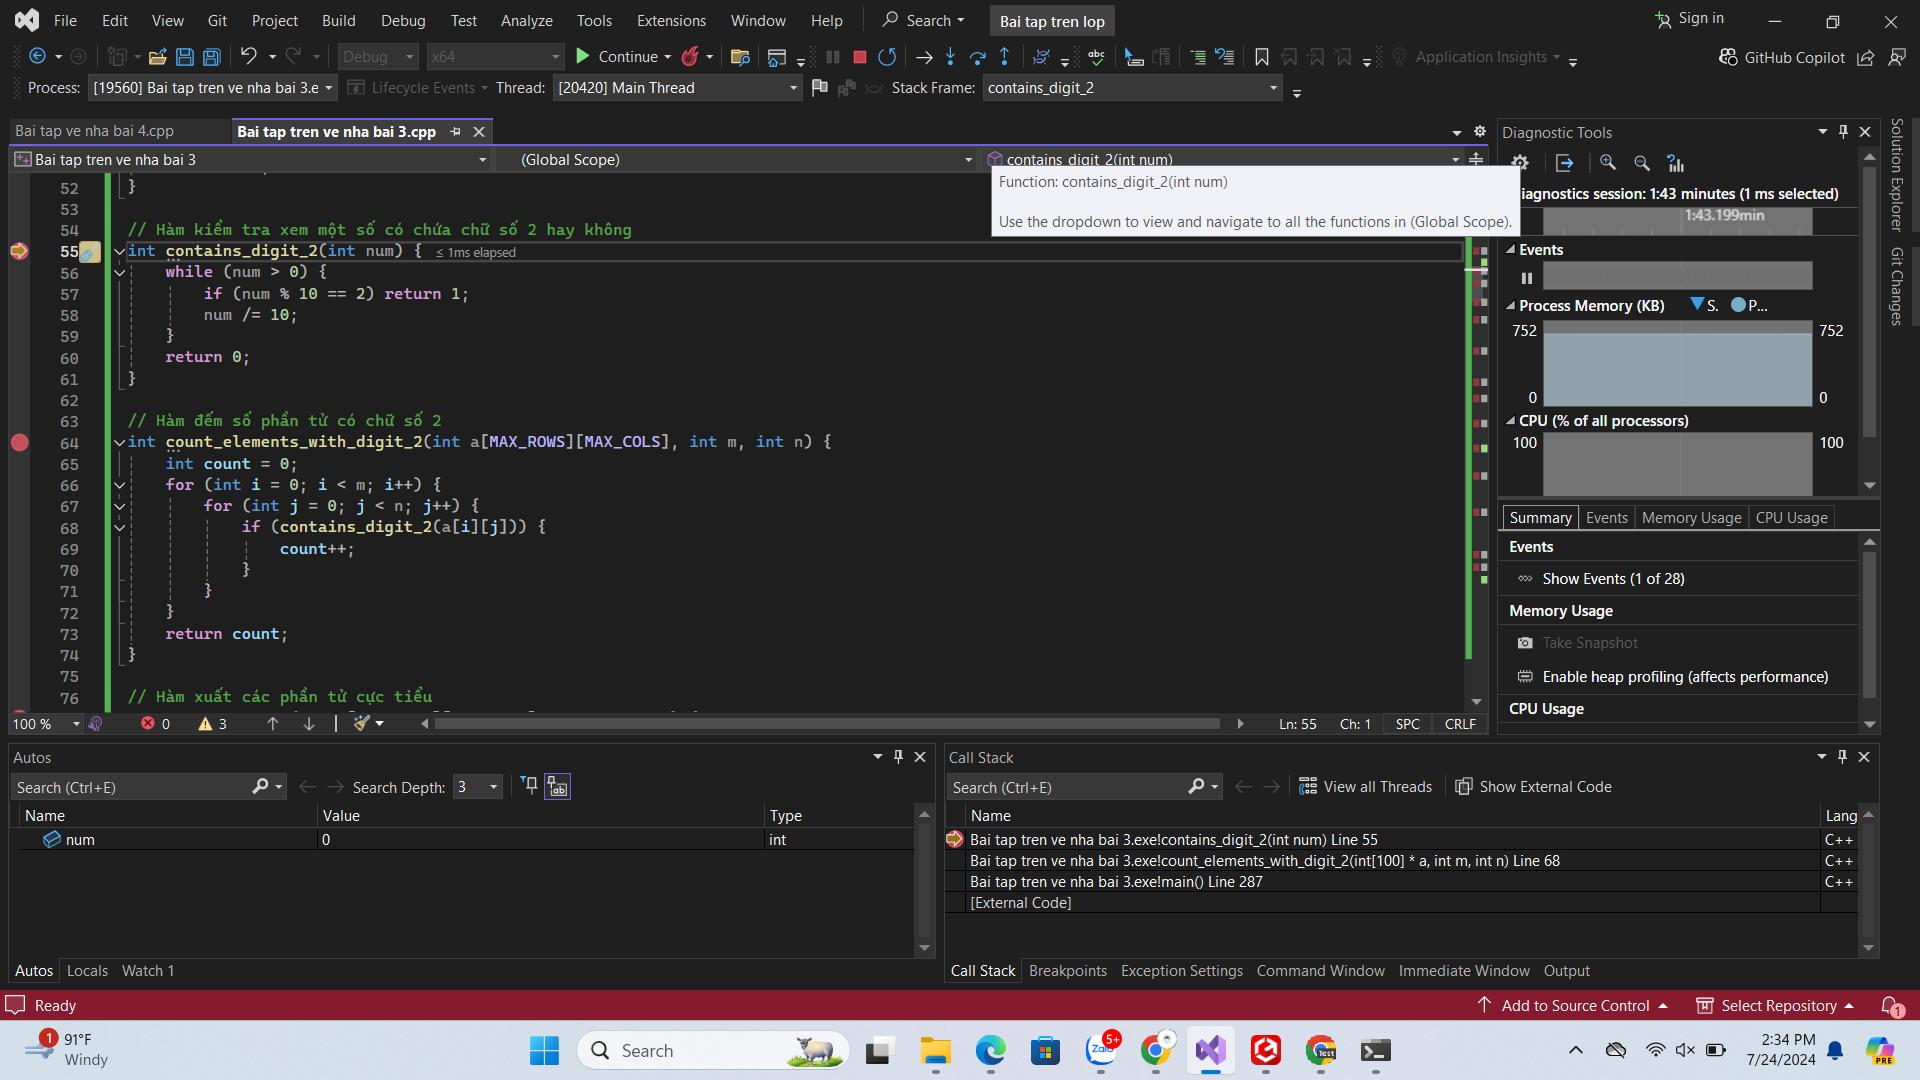 File Edit View Git Project Build Debug Test Analyze Tools Extensions Window Help Search Bai tap tren lop Sign in
Debug x64 Continue Application Insights GitHub Copilot
Process: [19560] Bai tap tren ve nha bai 3.e Lifecycle Events Thread: [20420] Main Thread Stack Frame: contains_digit_2
Bai tap ve nha bai 4.cpp Bai tap tren ve nha bai 3.cpp
Bai tap tren ve nha bai 3 (Global Scope) contains_digit_2(int num)
Function: contains_digit_2(int num)
Use the dropdown to view and navigate to all the functions in (Global Scope).
52 }
53
54 // Hàm kiểm tra xem một số có chứa chữ số 2 hay không
55 int contains_digit_2(int num) { ≤ 1ms elapsed
56 while (num > 0) {
57 if (num % 10 == 2) return 1;
58 num /= 10;
59 }
60 return 0;
61 }
62
63 // Hàm đếm số phần tử có chữ số 2
64 int count_elements_with_digit_2(int a[MAX_ROWS][MAX_COLS], int m, int n) {
65 int count = 0;
66 for (int i = 0; i < m; i++) {
67 for (int j = 0; j < n; j++) {
68 if (contains_digit_2(a[i][j])) {
69 count++;
70 }
71 }
72 }
73 return count;
74 }
75
76 // Hàm xuất các phần tử cực tiểu
100 % 0 3 Ln: 55 Ch: 1 SPC CRLF
Diagnostic Tools
iagnostics session: 1:43 minutes (1 ms selected)
1:43.199min
Events
Process Memory (KB) S. P...
752 752
0 0
CPU (% of all processors)
100 100
Summary Events Memory Usage CPU Usage
Events
Show Events (1 of 28)
Memory Usage
Take Snapshot
Enable heap profiling (affects performance)
CPU Usage
Solution Explorer
Git Changes
Autos
Search (Ctrl+E) Search Depth: 3
Name Value Type
num 0 int
Autos Locals Watch 1
Call Stack
Search (Ctrl+E) View all Threads Show External Code
Name Lang
Bai tap tren ve nha bai 3.exe!contains_digit_2(int num) Line 55 C++
Bai tap tren ve nha bai 3.exe!count_elements_with_digit_2(int[100] * a, int m, int n) Line 68 C++
Bai tap tren ve nha bai 3.exe!main() Line 287 C++
[External Code]
Call Stack Breakpoints Exception Settings Command Window Immediate Window Output
Ready Add to Source Control Select Repository 1
1 91°F
Windy
Search
Zalo 5+
Test
2:34 PM
7/24/2024
PRE